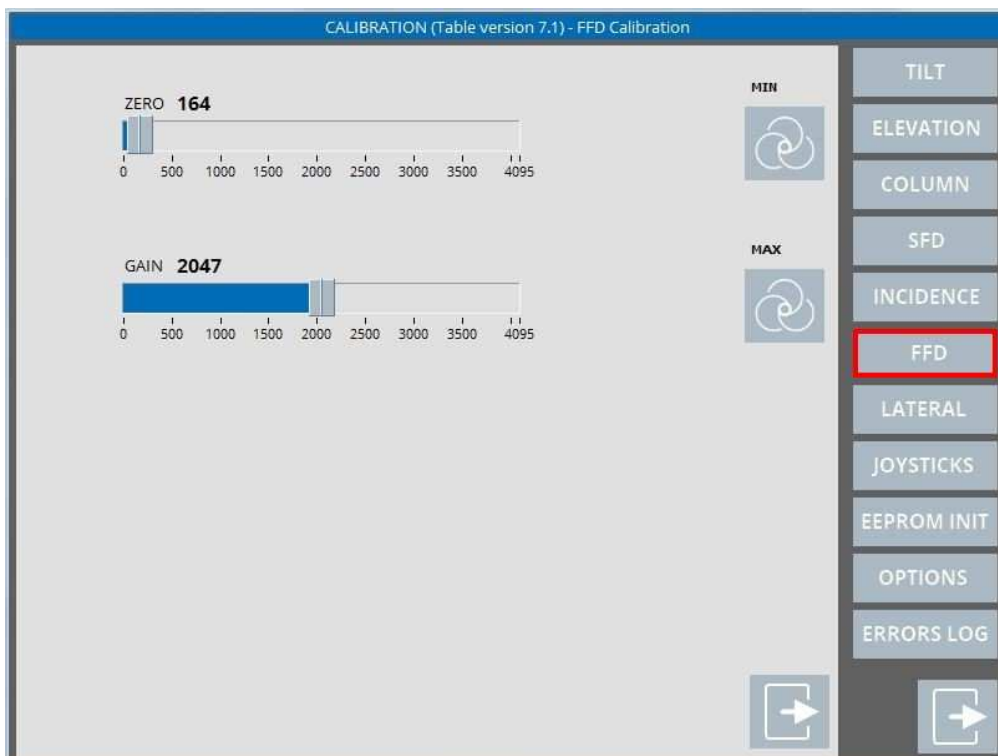 CALIBRATION (Table version 7.1) - FFD Calibration
ZERO 164
0 500 1000 1500 2000 2500 3000 3500 4095
GAIN 2047
0 500 1000 1500 2000 2500 3000 3500 4095
MIN
MAX
TILT
ELEVATION
COLUMN
SFD
INCIDENCE
FFD
LATERAL
JOYSTICKS
EEPROM INIT
OPTIONS
ERRORS LOG